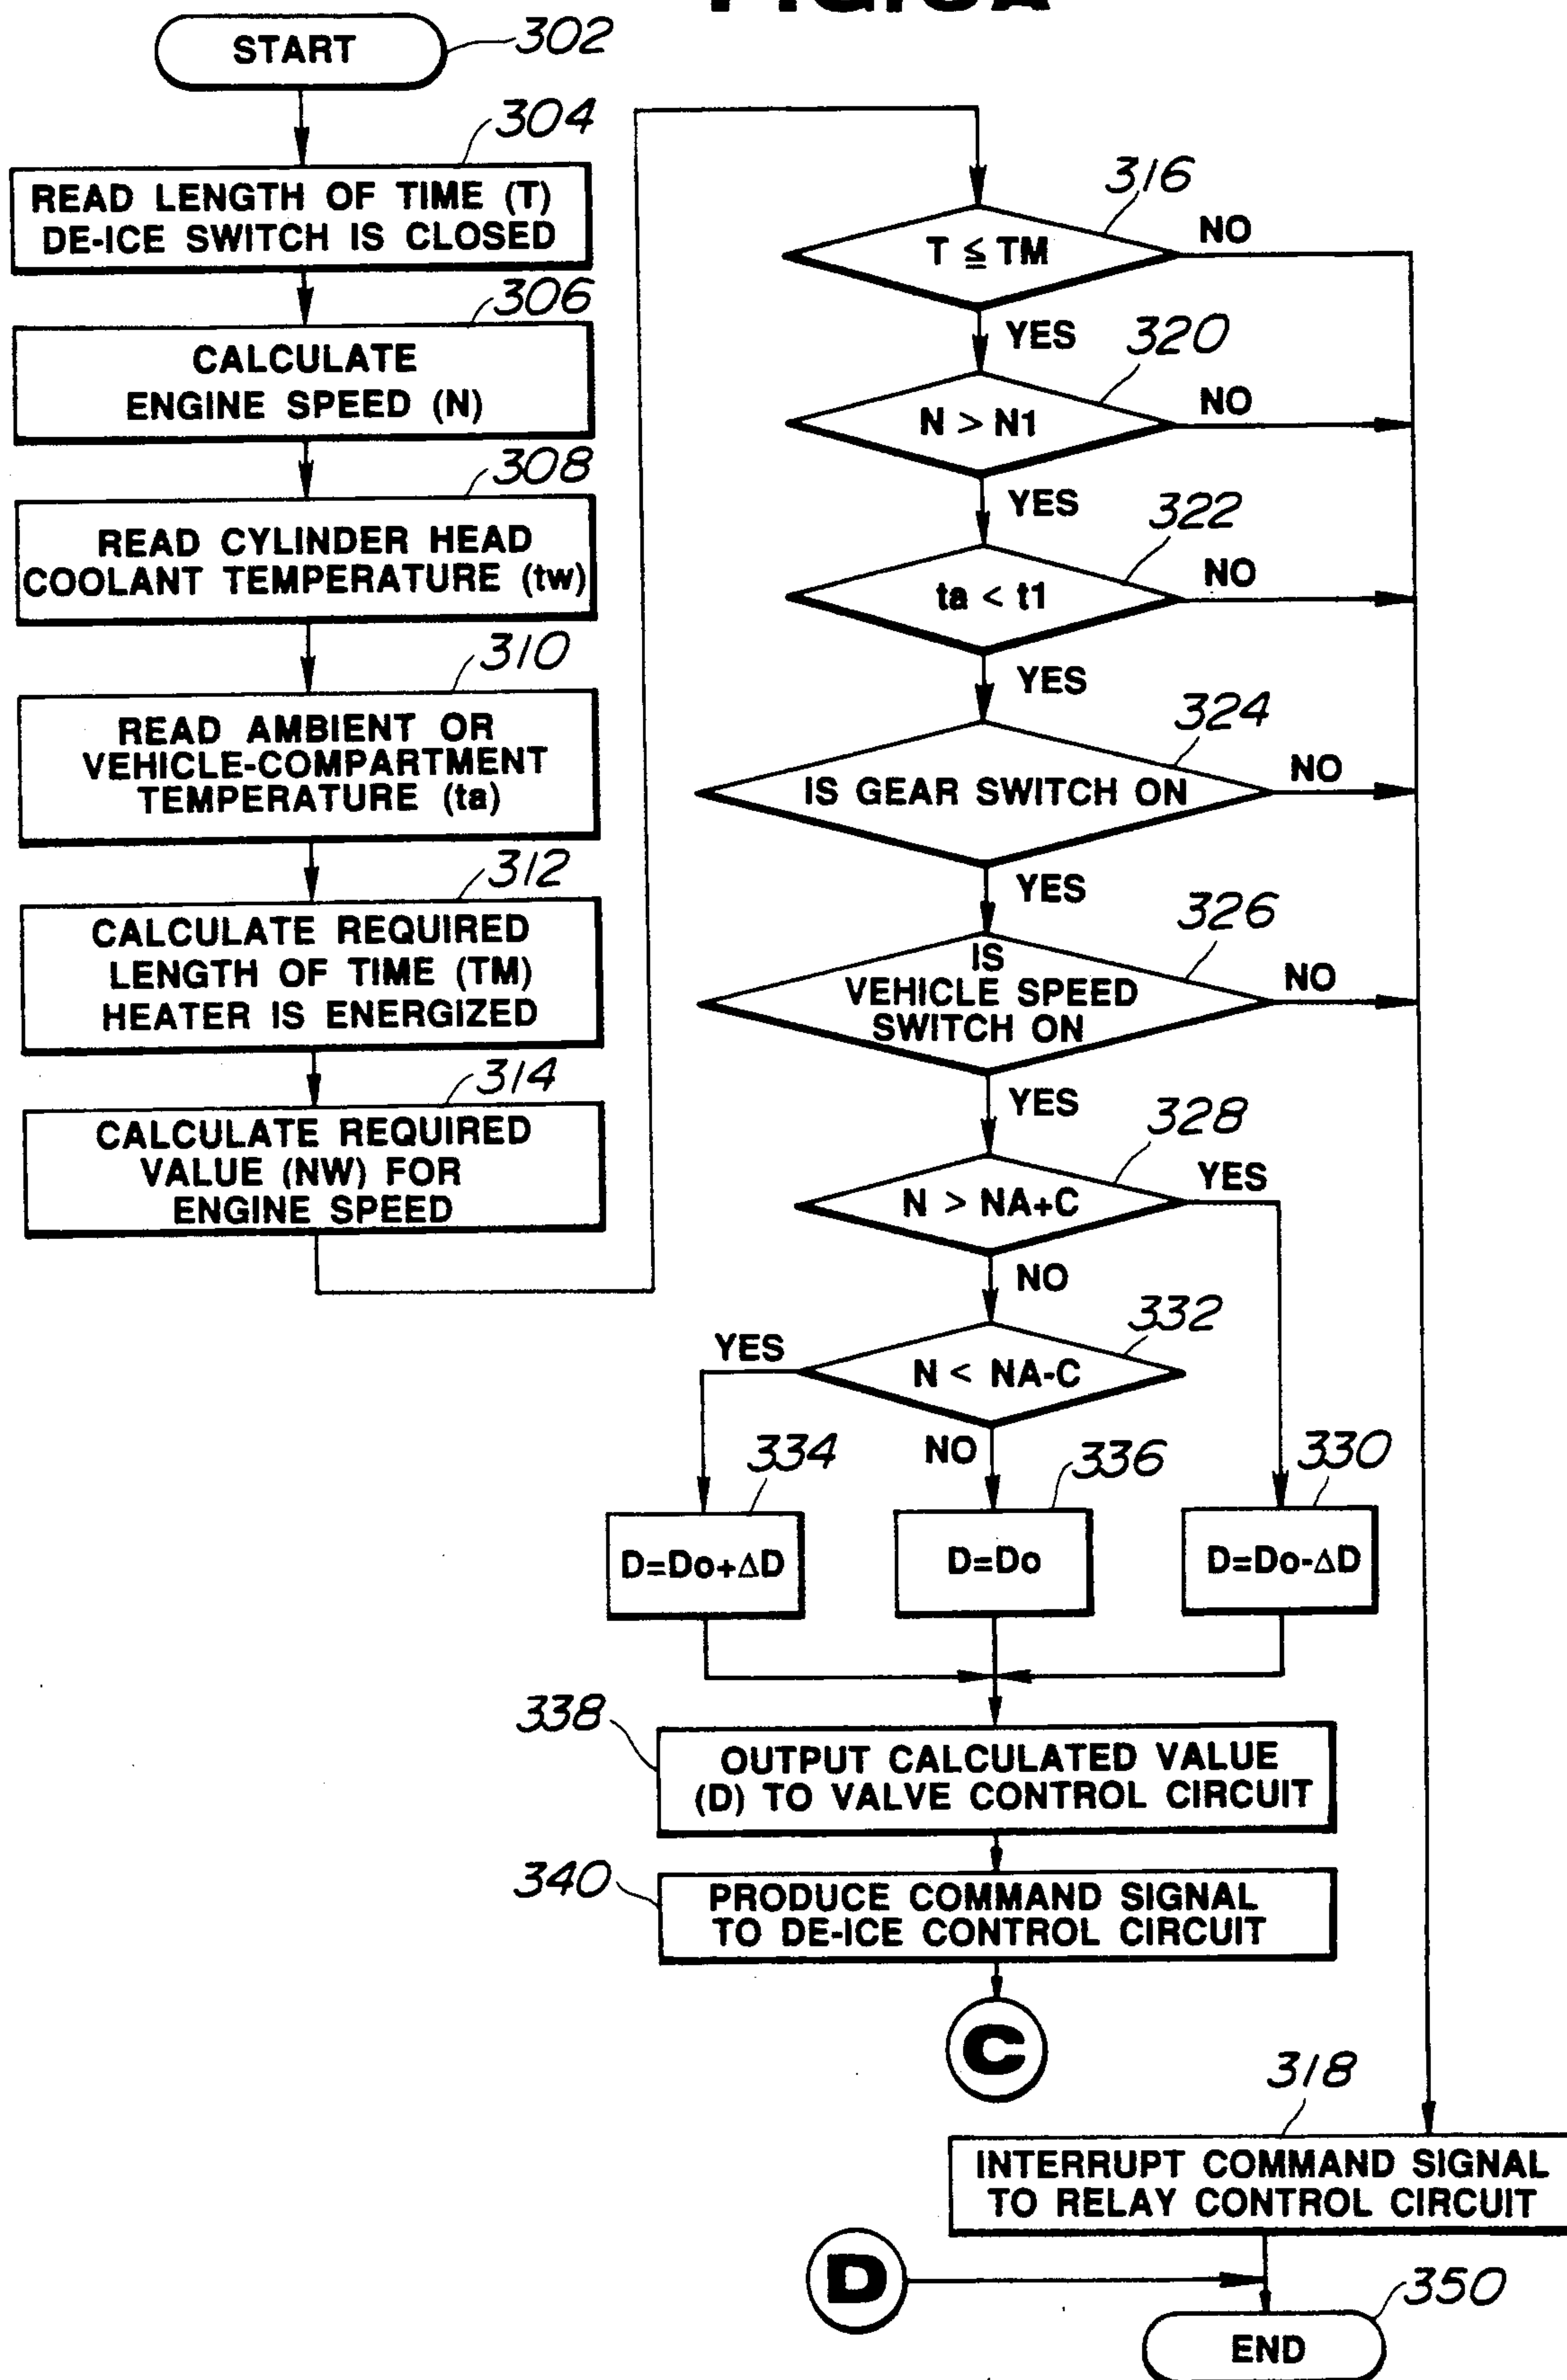 START
302
304
READ LENGTH OF TIME (T)
DE-ICE SWITCH IS CLOSED
306
CALCULATE
ENGINE SPEED (N)
308
READ CYLINDER HEAD
COOLANT TEMPERATURE (tw)
310
READ AMBIENT OR
VEHICLE-COMPARTMENT
TEMPERATURE (ta)
312
CALCULATE REQUIRED
LENGTH OF TIME (TM)
HEATER IS ENERGIZED
314
CALCULATE REQUIRED
VALUE (NW) FOR
ENGINE SPEED
316
T ≦ TM
NO
YES
320
N > N1
NO
YES
322
ta < t1
NO
YES
324
IS GEAR SWITCH ON
NO
YES
326
IS
VEHICLE SPEED
SWITCH ON
NO
YES
328
N > NA+C
YES
NO
332
YES
N < NA-C
NO
334
336
330
D=Do+ΔD
D=Do
D=Do-ΔD
338
OUTPUT CALCULATED VALUE
(D) TO VALVE CONTROL CIRCUIT
340
PRODUCE COMMAND SIGNAL
TO DE-ICE CONTROL CIRCUIT
C
318
INTERRUPT COMMAND SIGNAL
TO RELAY CONTROL CIRCUIT
D
350
END